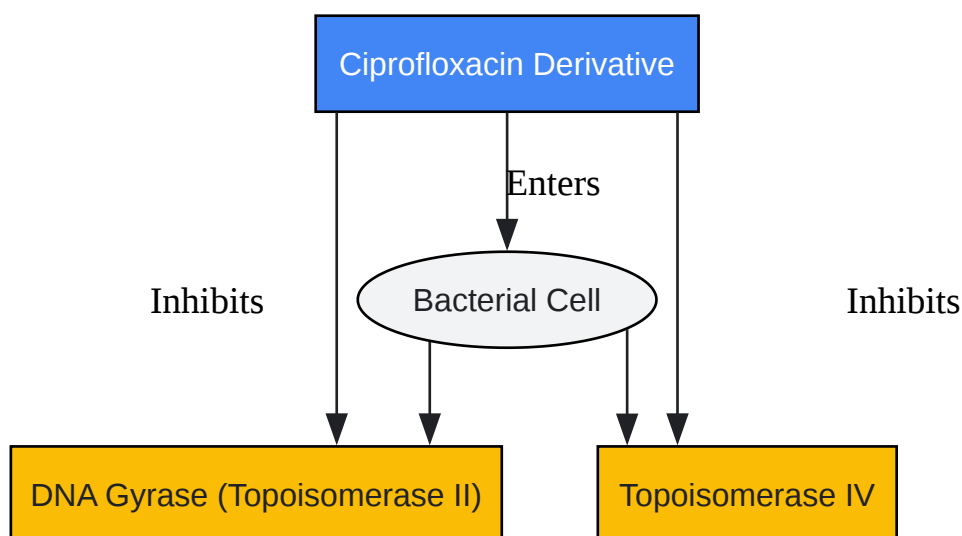 Ciprofloxacin Derivative
Enters
Inhibits
Bacterial Cell
Inhibits
DNA Gyrase (Topoisomerase II)
Topoisomerase IV